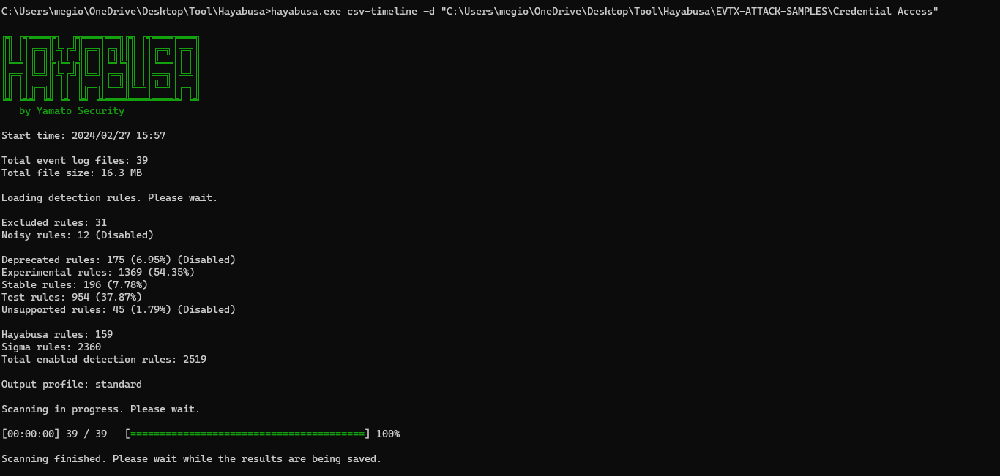 C:\Users\megio\OneDrive\Desktop\Tool\Hayabusa>hayabusa.exe csv-timeline -d "C:\Users\megio\OneDrive\Desktop\Tool\Hayabusa\EVTX-ATTACK-SAMPLES\Credential Access"
HAYABUSA
by Yamato Security
Start time: 2024/02/27 15:57
Total event log files: 39
Total file size: 16.3 MB
Loading detection rules. Please wait.
Excluded rules: 31
Noisy rules: 12 (Disabled)
Deprecated rules: 175 (6.95%) (Disabled)
Experimental rules: 1369 (54.35%)
Stable rules: 196 (7.78%)
Test rules: 954 (37.87%)
Unsupported rules: 45 (1.79%) (Disabled)
Hayabusa rules: 159
Sigma rules: 2360
Total enabled detection rules: 2519
Output profile: standard
Scanning in progress. Please wait.
[00:00:00] 39 / 39   [========================================] 100%
Scanning finished. Please wait while the results are being saved.